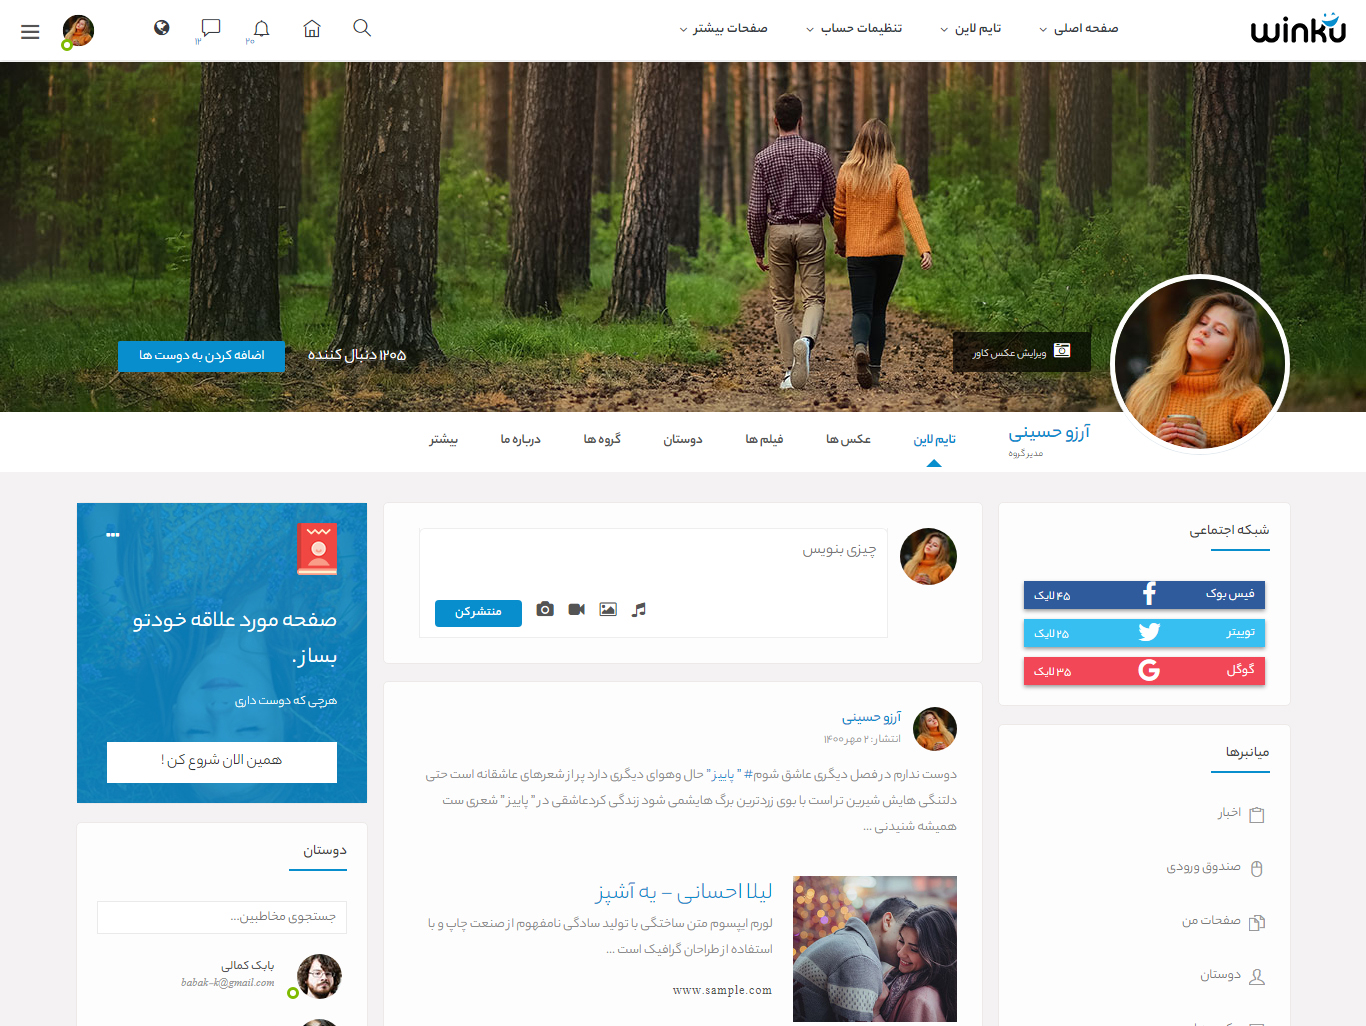 winku
صفحه اصلی
تایم لاین
تنظیمات حساب
صفحات بیشتر
۲۰
۱۲
ویرایش عکس کاور
۱۲۰۵ دنبال کننده
اضافه کردن به دوست ها
آرزو حسینی
مدیر گروه
تایم لاین
عکس ها
فیلم ها
دوستان
گروه ها
درباره ما
بیشتر
شبکه اجتماعی
فیس بوک
۴۵ لایک
توییتر
۲۵ لایک
گوگل
۳۵ لایک
میانبرها
اخبار
صندوق ورودی
صفحات من
دوستان
چیزی بنویس
منتشر کن
آرزو حسینی
انتشار : ۲ مهر ۱۴۰۰
دوست ندارم در فصل دیگری عاشق شوم# " پاییز " حال وهوای دیگری دارد پر از شعرهای عاشقانه است حتی
دلتنگی هایش شیرین تر است با بوی زردترین برگ هایشمی شود زندگی کردعاشقی در " پاییز " شعری ست
همیشه شنیدنی ...
لیلا احسانی – یه آشپز
لورم ایپسوم متن ساختگی با تولید سادگی نامفهوم از صنعت چاپ و با
استفاده از طراحان گرافیک است ...
www.sample.com
صفحه مورد علاقه خودتو
بساز .
هرچی که دوست داری
همین الان شروع کن !
دوستان
جستجوی مخاطبین...
بابک کمالی
babak-k@gmail.com